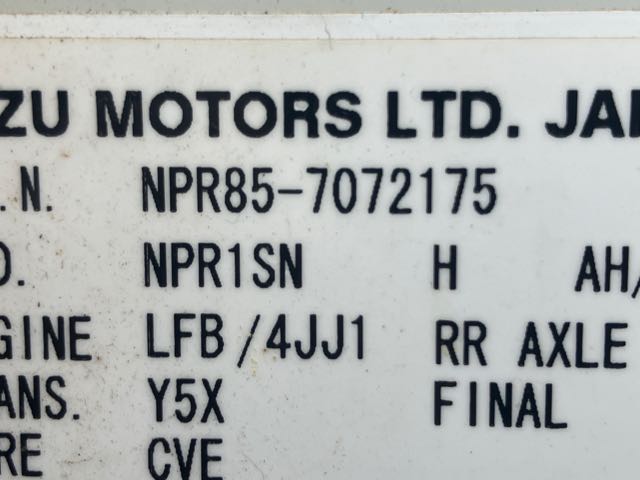 ZU MOTORS LTD. JA
.N. NPR85-7072175
D. NPR1SN H AH/
GINE LFB/4JJ1 RR AXLE
ANS. Y5X FINAL
RE CVE